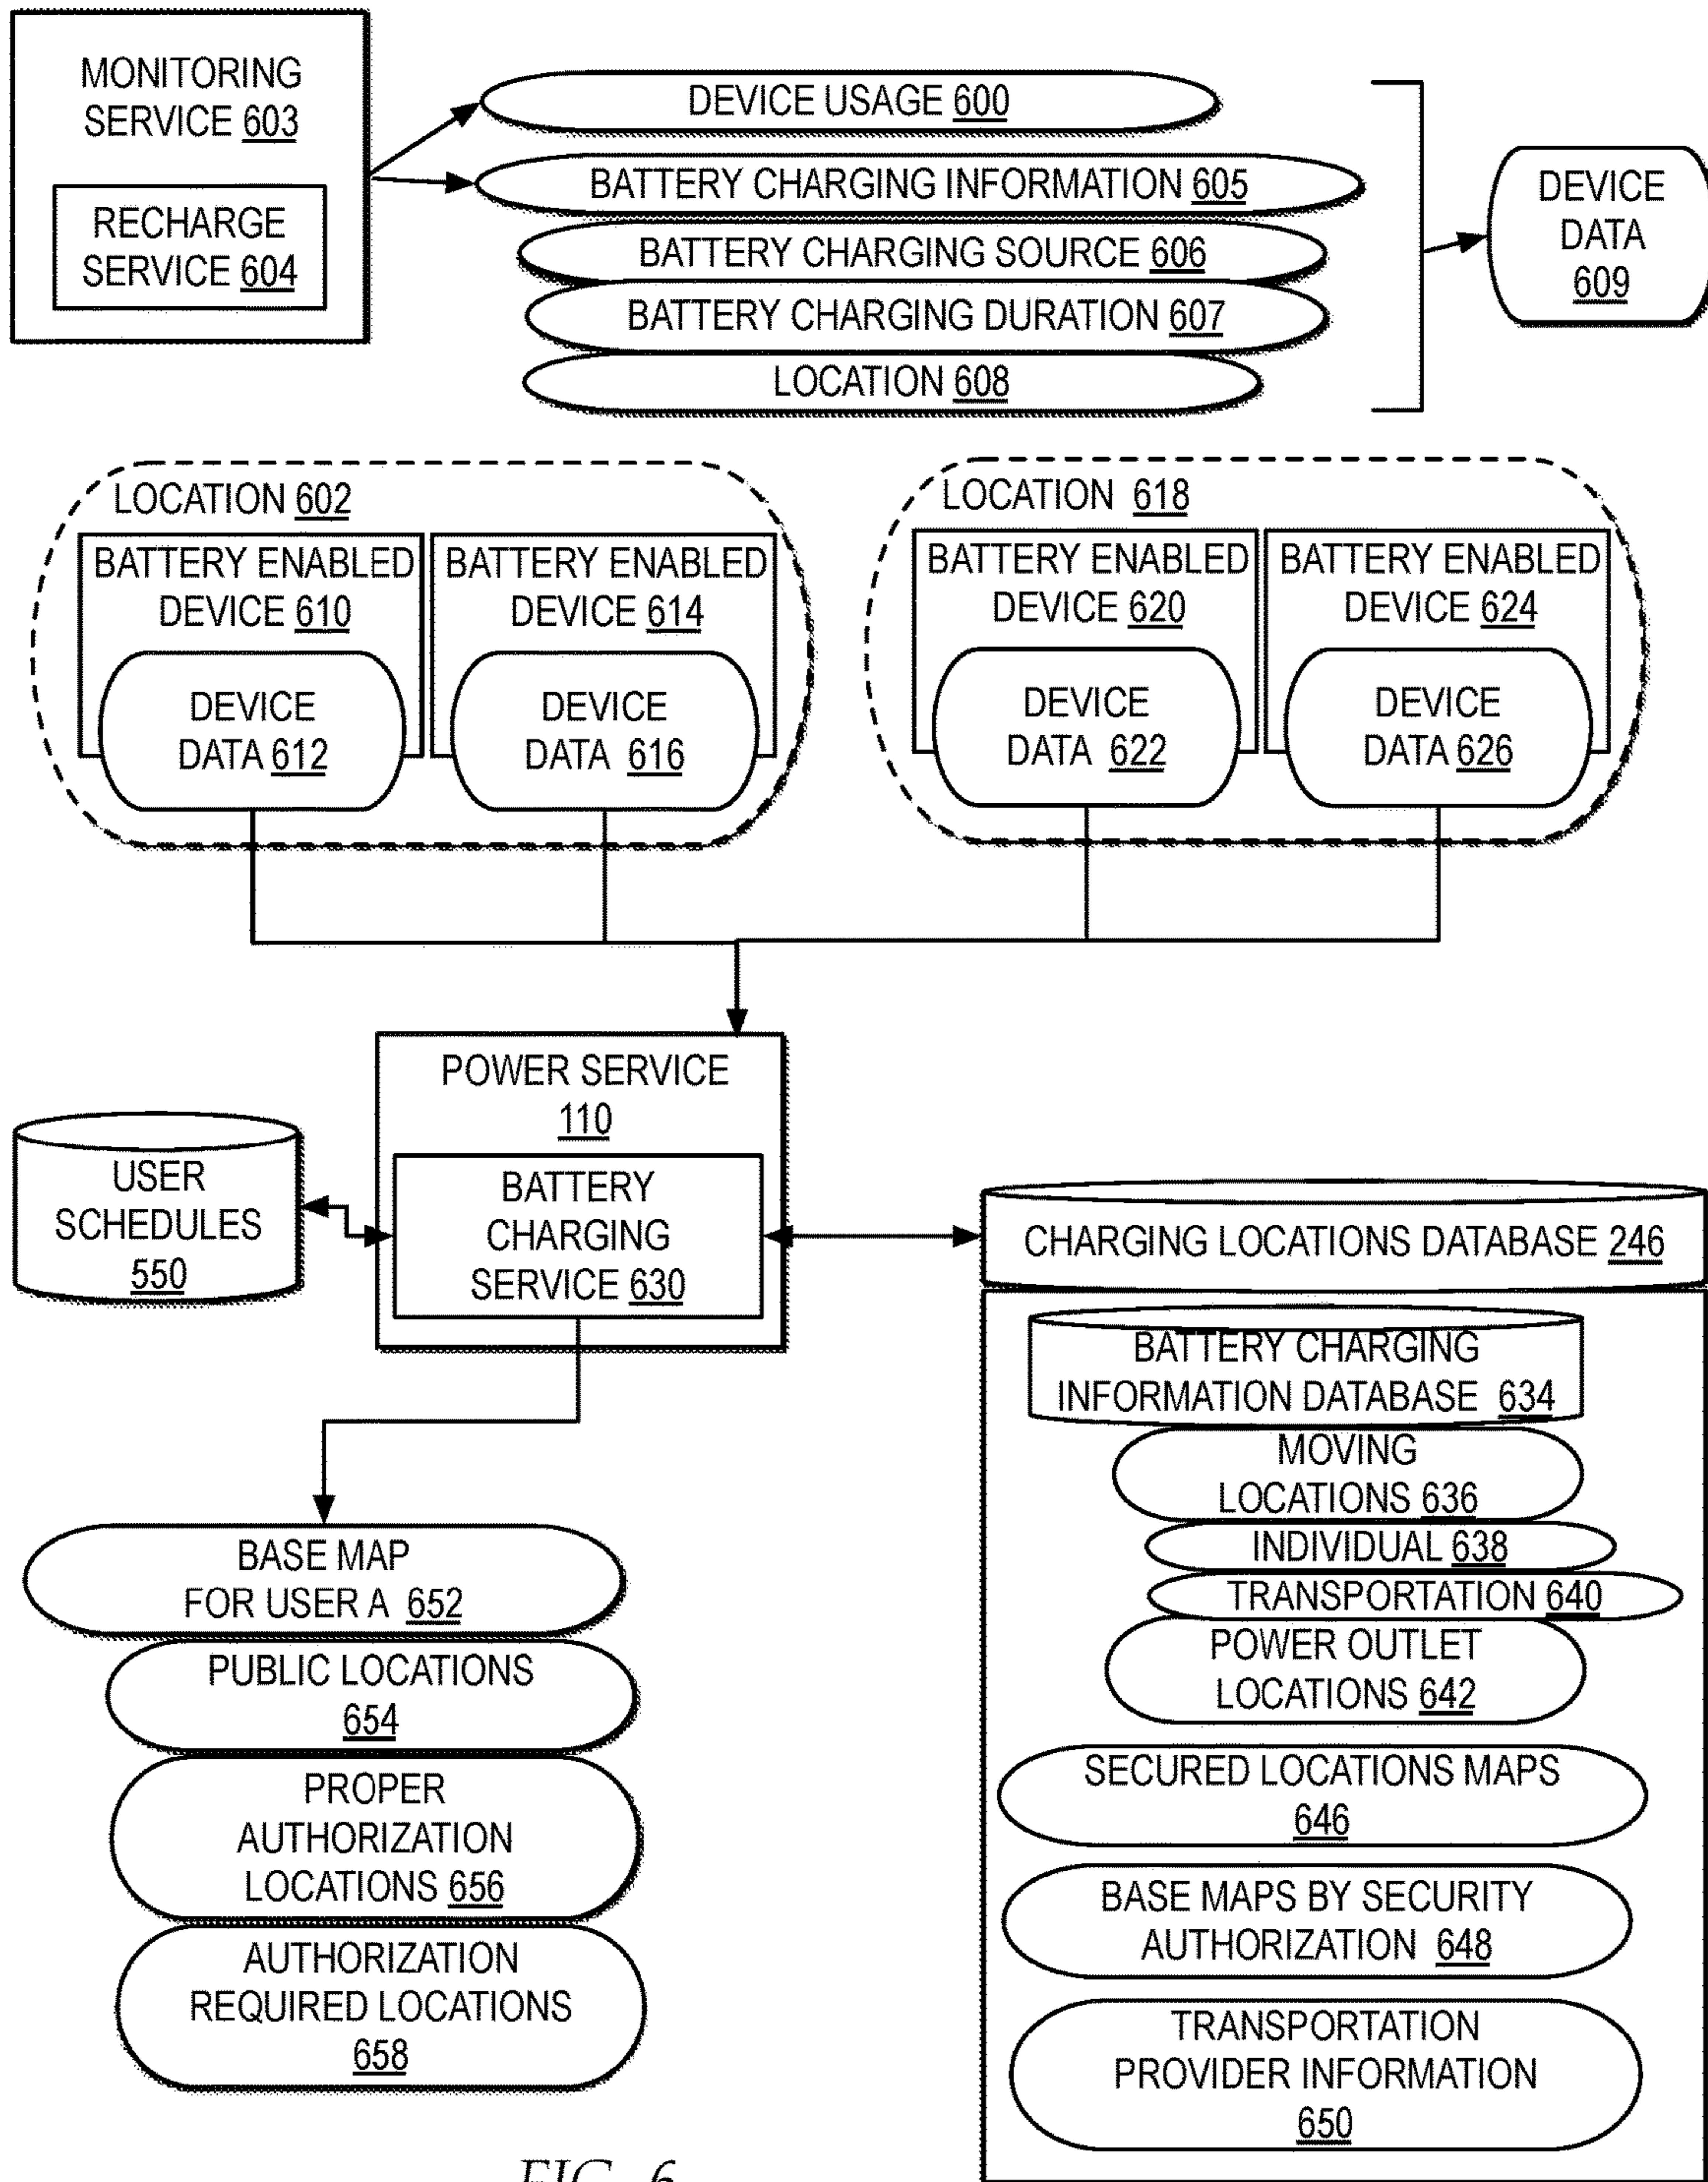 MONITORING
SERVICE 603
RECHARGE
SERVICE 604
DEVICE USAGE 600
BATTERY CHARGING INFORMATION 605
BATTERY CHARGING SOURCE 606
BATTERY CHARGING DURATION 607
LOCATION 608
DEVICE
DATA
609
LOCATION 602
BATTERY ENABLED
DEVICE 610
DEVICE
DATA 612
BATTERY ENABLED
DEVICE 614
DEVICE
DATA 616
LOCATION 618
BATTERY ENABLED
DEVICE 620
DEVICE
DATA 622
BATTERY ENABLED
DEVICE 624
DEVICE
DATA 626
POWER SERVICE
110
BATTERY
CHARGING
SERVICE 630
USER
SCHEDULES
550
CHARGING LOCATIONS DATABASE 246
BATTERY CHARGING
INFORMATION DATABASE 634
MOVING
LOCATIONS 636
INDIVIDUAL 638
TRANSPORTATION 640
POWER OUTLET
LOCATIONS 642
SECURED LOCATIONS MAPS
646
BASE MAPS BY SECURITY
AUTHORIZATION 648
TRANSPORTATION
PROVIDER INFORMATION
650
BASE MAP
FOR USER A 652
PUBLIC LOCATIONS
654
PROPER
AUTHORIZATION
LOCATIONS 656
AUTHORIZATION
REQUIRED LOCATIONS
658
FIG. 6